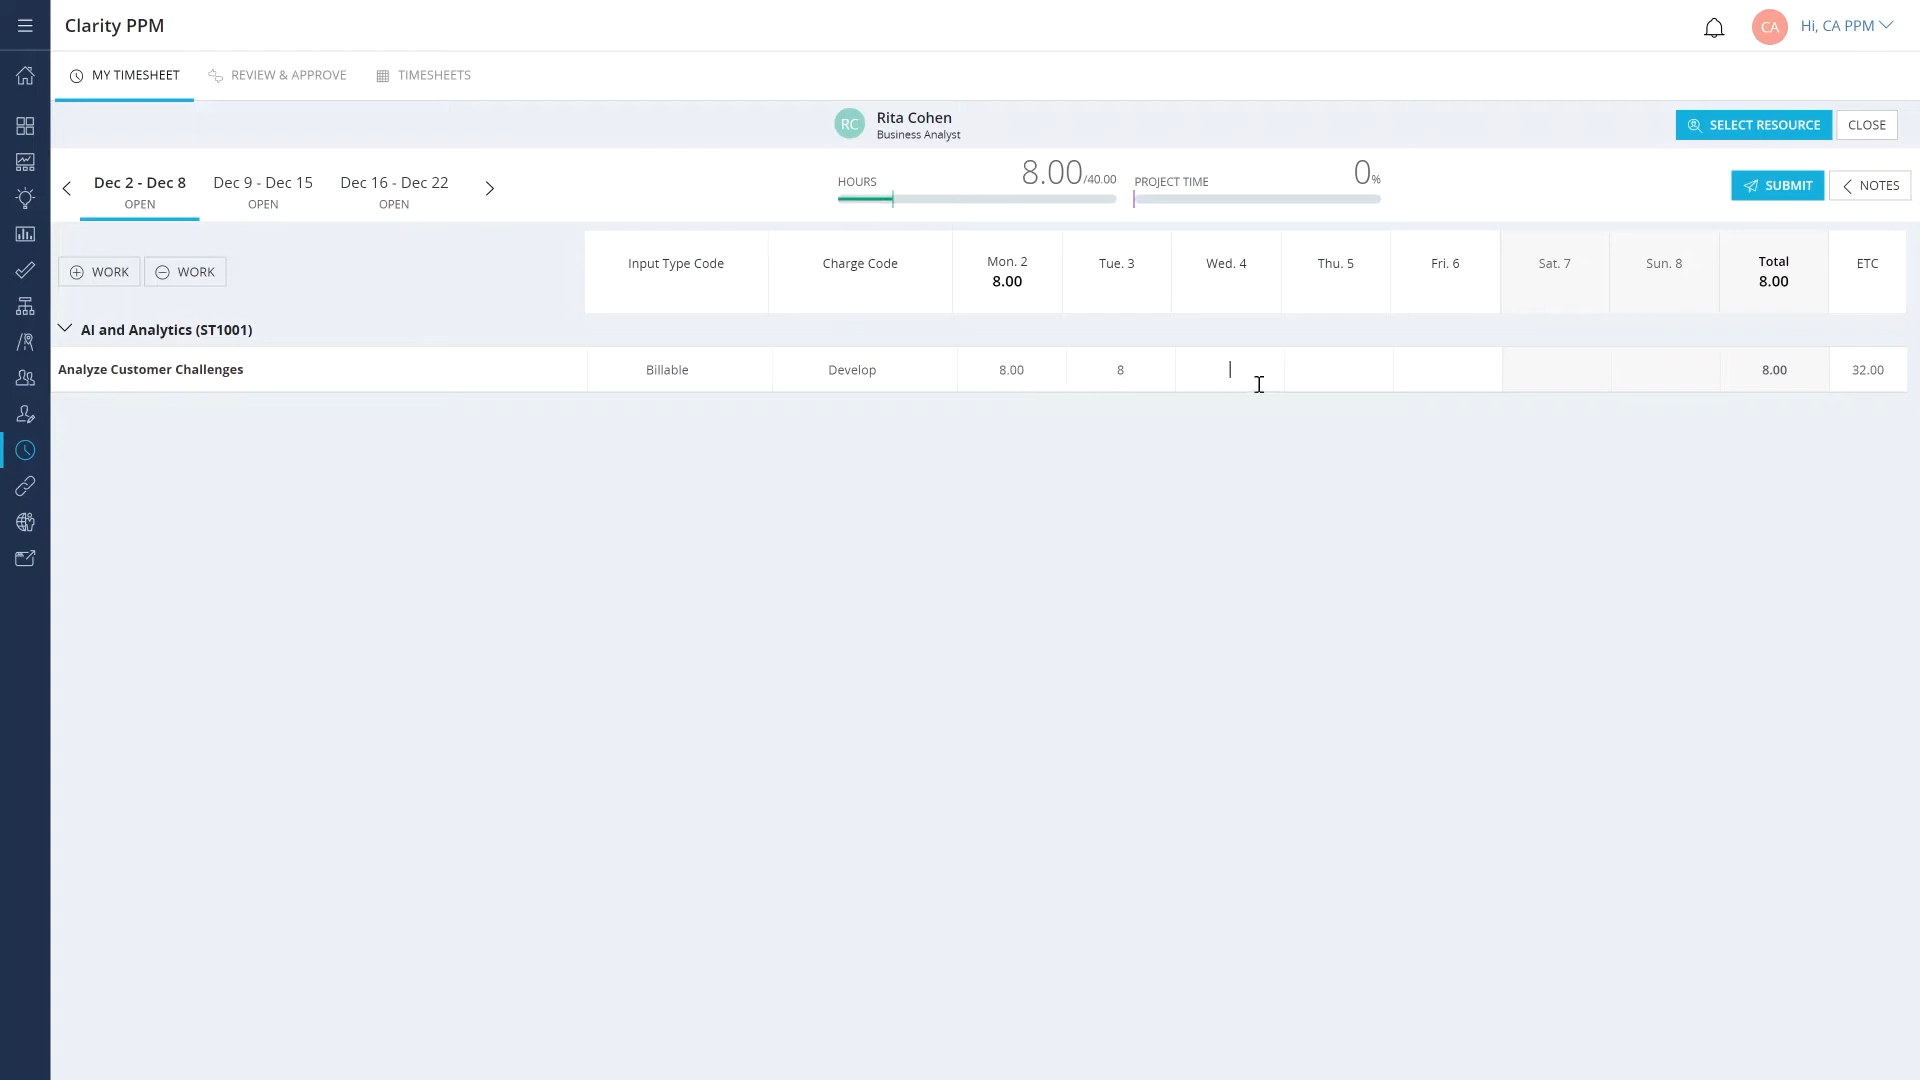 Clarity PPM
CA
Hi, CA PPM
MY TIMESHEET
REVIEW & APPROVE
TIMESHEETS
RC
Rita Cohen
Business Analyst
SELECT RESOURCE
CLOSE
Dec 2 - Dec 8
OPEN
Dec 9 - Dec 15
OPEN
Dec 16 - Dec 22
OPEN
HOURS
8.00/40.00
PROJECT TIME
0%
SUBMIT
NOTES
WORK
WORK
Input Type Code
Charge Code
Mon. 2
8.00
Tue. 3
Wed. 4
Thu. 5
Fri. 6
Sat. 7
Sun. 8
Total
8.00
ETC
AI and Analytics (ST1001)
Analyze Customer Challenges
Billable
Develop
8.00
8
8.00
32.00